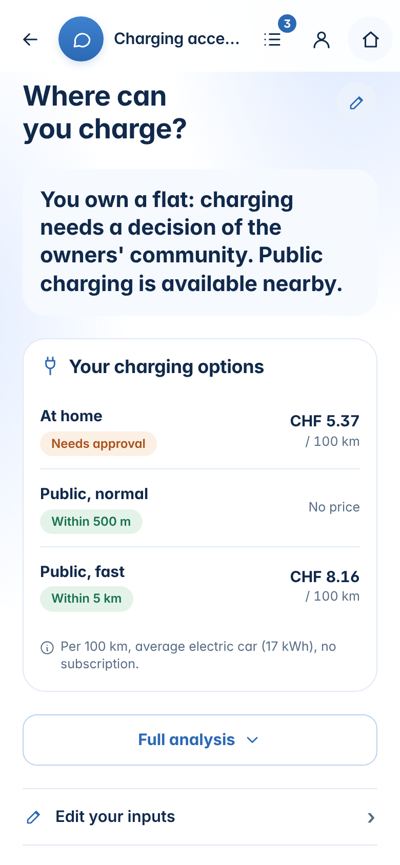 Charging acce...
3
Where can
you charge?
You own a flat: charging
needs a decision of the
owners' community. Public
charging is available nearby.
Your charging options
At home
CHF 5.37
Needs approval
/ 100 km
Public, normal
No price
Within 500 m
Public, fast
CHF 8.16
Within 5 km
/ 100 km
Per 100 km, average electric car (17 kWh), no
subscription.
Full analysis
Edit your inputs